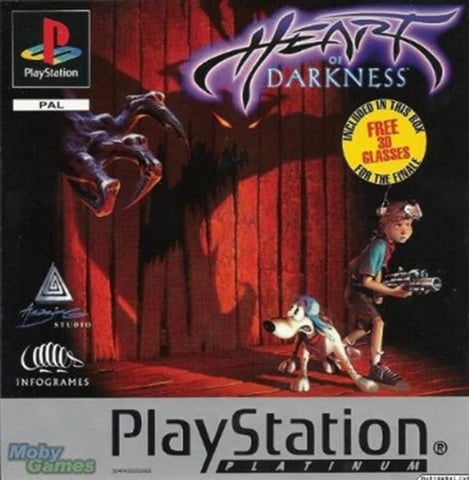 PlayStation
PAL
HEART
OF
DARKNESS
INCLUDED IN THIS BOX
FREE
3D
GLASSES
FOR THE FINALE
Amazing
STUDIO
INFOGRAMES
PlayStation®
PLATINUM
Moby
Games